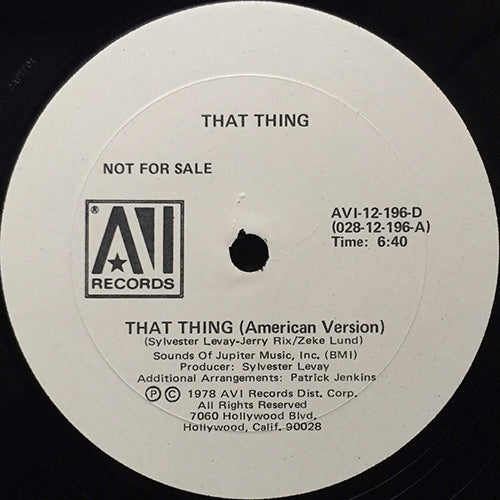 THAT THING
NOT FOR SALE
® AVI
RECORDS
AVI-12-196-D
(028-12-196-A)
Time: 6:40
THAT THING (American Version)
(Sylvester Levay-Jerry Rix/Zeke Lund)
Sounds Of Jupiter Music, Inc. (BMI)
Producer: Sylvester Levay
Additional Arrangements: Patrick Jenkins
Ⓟ © 1978 AVI Records Dist. Corp.
All Rights Reserved
7060 Hollywood Blvd.
Hollywood, Calif. 90028